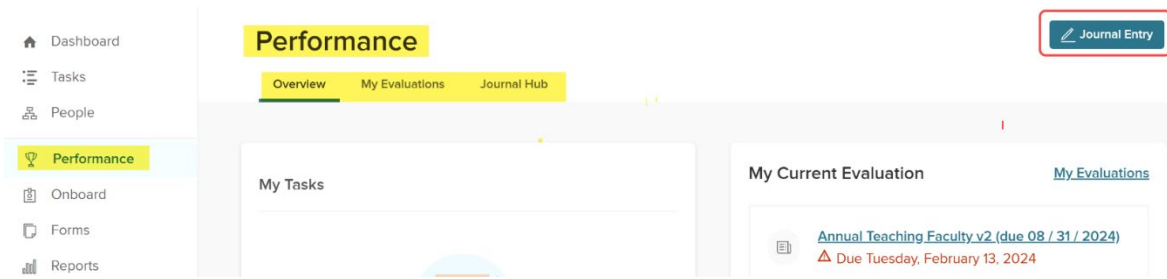 Dashboard
Tasks
People
Performance
Onboard
Forms
Reports
Performance
Journal Entry
Overview My Evaluations Journal Hub
My Tasks
My Current Evaluation My Evaluations
Annual Teaching Faculty v2 (due 08 / 31 / 2024)
Due Tuesday, February 13, 2024